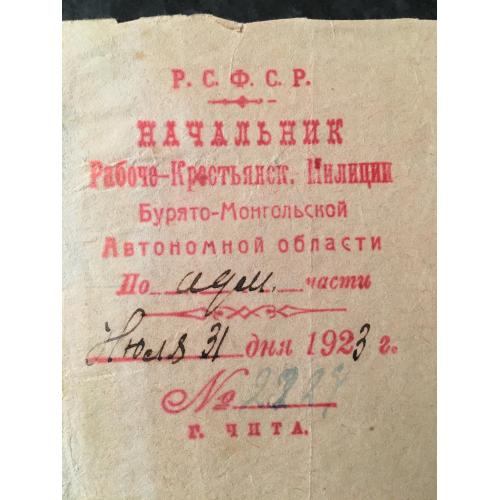 Р. С. Ф. С. Р.
НАЧАЛЬНИК
Рабоче-Крестьянск. Милиции
Бурято-Монгольской
Автономной области
По адм. части
Июля 31 дня 1923 г.
№ 2227
г. ЧИТА.